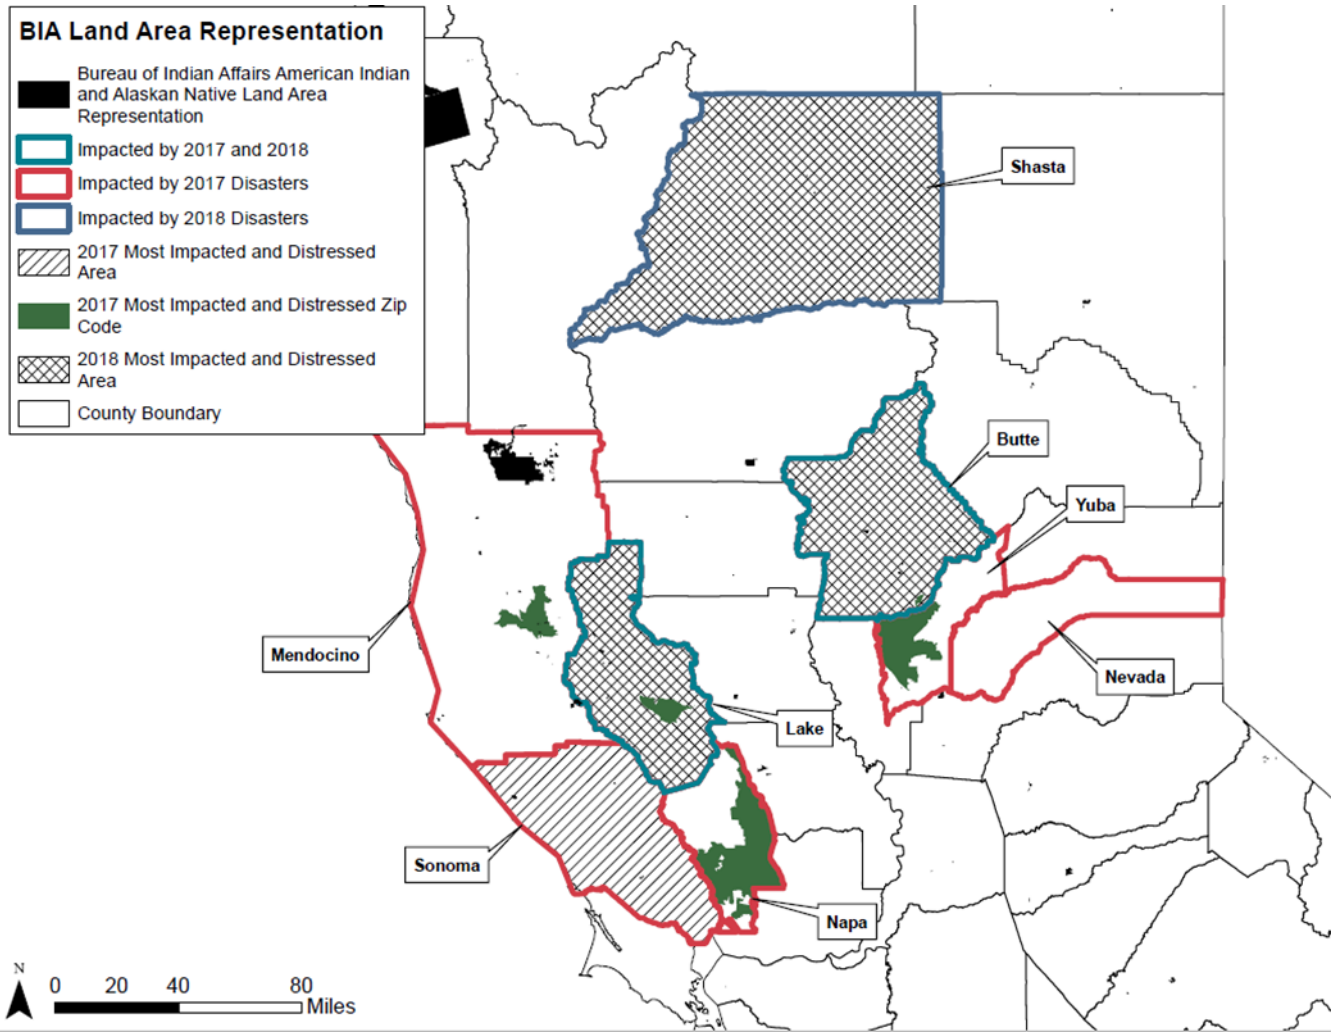 BIA Land Area Representation
Bureau of Indian Affairs American Indian
and Alaskan Native Land Area
Representation
Impacted by 2017 and 2018
Impacted by 2017 Disasters
Impacted by 2018 Disasters
2017 Most Impacted and Distressed
Area
2017 Most Impacted and Distressed Zip
Code
2018 Most Impacted and Distressed
Area
County Boundary
Shasta
Butte
Yuba
Mendocino
Nevada
Lake
Sonoma
Napa
N
0 20 40 80
Miles